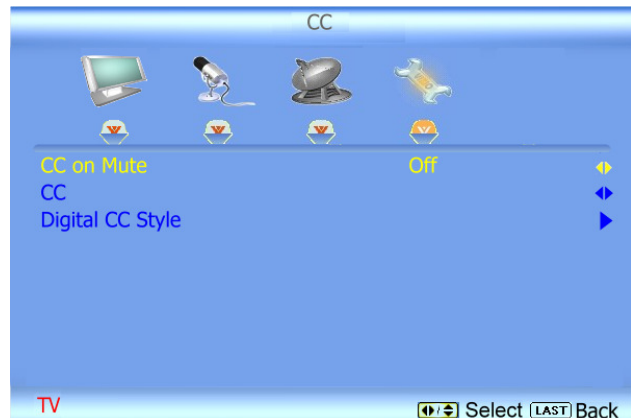 CC
CC on Mute Off
CC
Digital CC Style
TV Select LAST Back